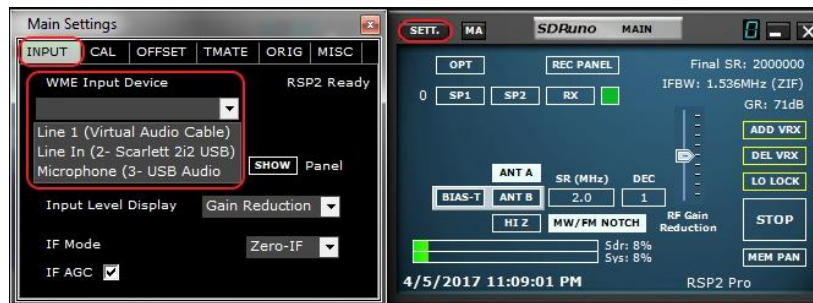 Main Settings
INPUT CAL OFFSET TMATE ORIG MISC
WME Input Device
RSP2 Ready
Line 1 (Virtual Audio Cable)
Line In (2- Scarlett 2i2 USB)
Microphone (3- USB Audio
SHOW Panel
Input Level Display Gain Reduction
IF Mode Zero-IF
IF AGC
SETT. MA SDRuno MAIN
OPT REC PANEL Final SR: 2000000
IFBW: 1.536MHz (ZIF)
0 SP1 SP2 RX GR: 71dB
ADD VRX
DEL VRX
ANT A SR (MHz) DEC LO LOCK
BIAS-T ANT B 2.0 1
HI Z MW/FM NOTCH RF Gain
Reduction STOP
Sdr: 8%
Sys: 8% MEM PAN
4/5/2017 11:09:01 PM RSP2 Pro